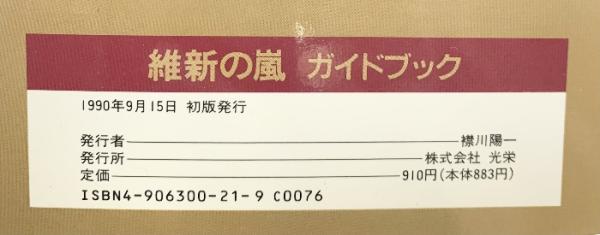 維新の嵐 ガイドブック
1990年9月15日 初版発行
発行者 襟川陽一
発行所 株式会社 光栄
定価 910円(本体883円)
ISBN4-906300-21-9 C0076